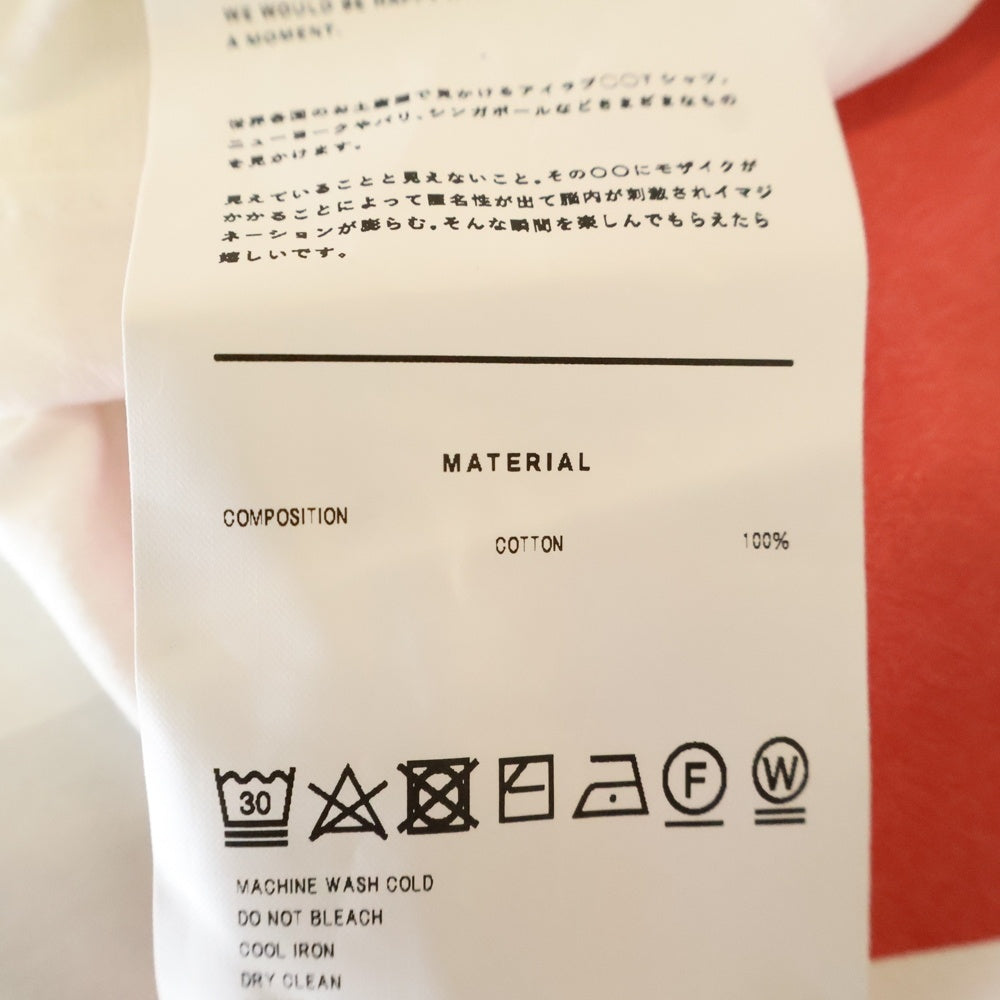 WE WOULD BE HAPPY
A MOMENT.
世界各国のお土産屋で見かけるアイラブ〇〇Tシャツ。
ニューヨークやパリ、シンガポールなどさまざまなもの
を見かけます。
見えていることと見えないこと。その〇〇にモザイクが
かかることによって匿名性が出て脳内が刺激されイマジ
ネーションが膨らむ。そんな瞬間を楽しんでもらえたら
嬉しいです。
MATERIAL
COMPOSITION
COTTON 100%
30 F W
MACHINE WASH COLD
DO NOT BLEACH
COOL IRON
DRY CLEAN